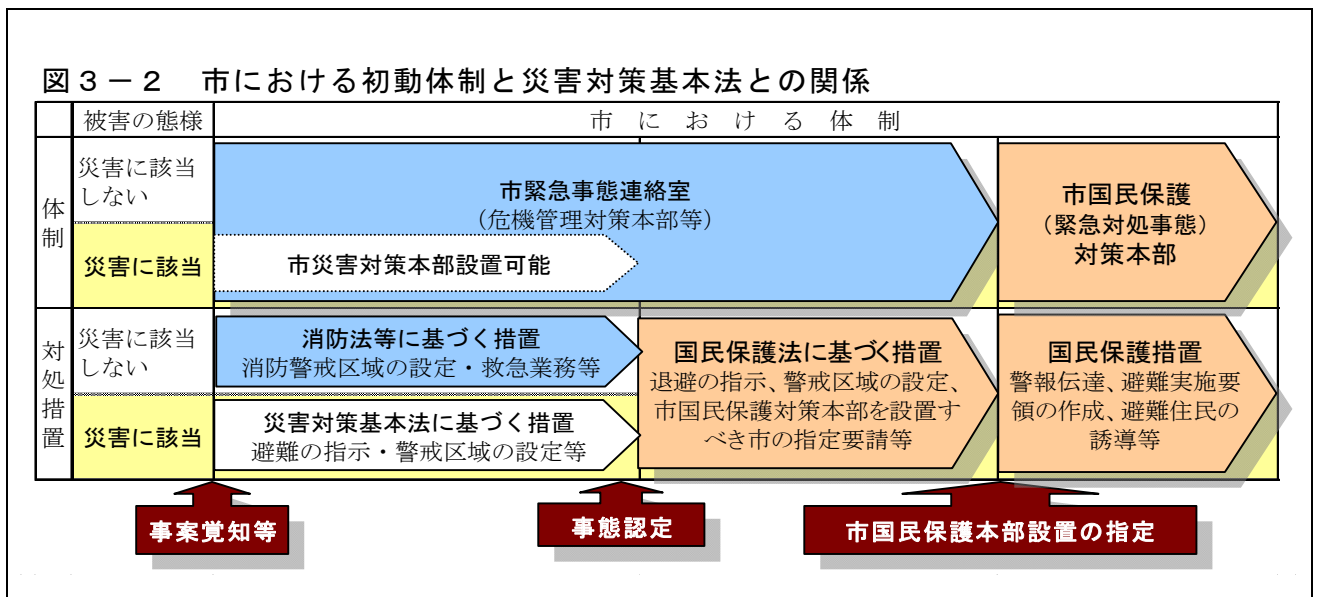 図３－２　市における初動体制と災害対策基本法との関係
被害の態様
市における体制
体制
災害に該当
しない
災害に該当
市緊急事態連絡室
（危機管理対策本部等）
市災害対策本部設置可能
市国民保護
（緊急対処事態）
対策本部
対処措置
災害に該当
しない
災害に該当
消防法等に基づく措置
消防警戒区域の設定・救急業務等
災害対策基本法に基づく措置
避難の指示・警戒区域の設定等
国民保護法に基づく措置
退避の指示、警戒区域の設定、
市国民保護対策本部を設置す
べき市の指定要請等
国民保護措置
警報伝達、避難実施要
領の作成、避難住民の
誘導等
事案覚知等
事態認定
市国民保護本部設置の指定